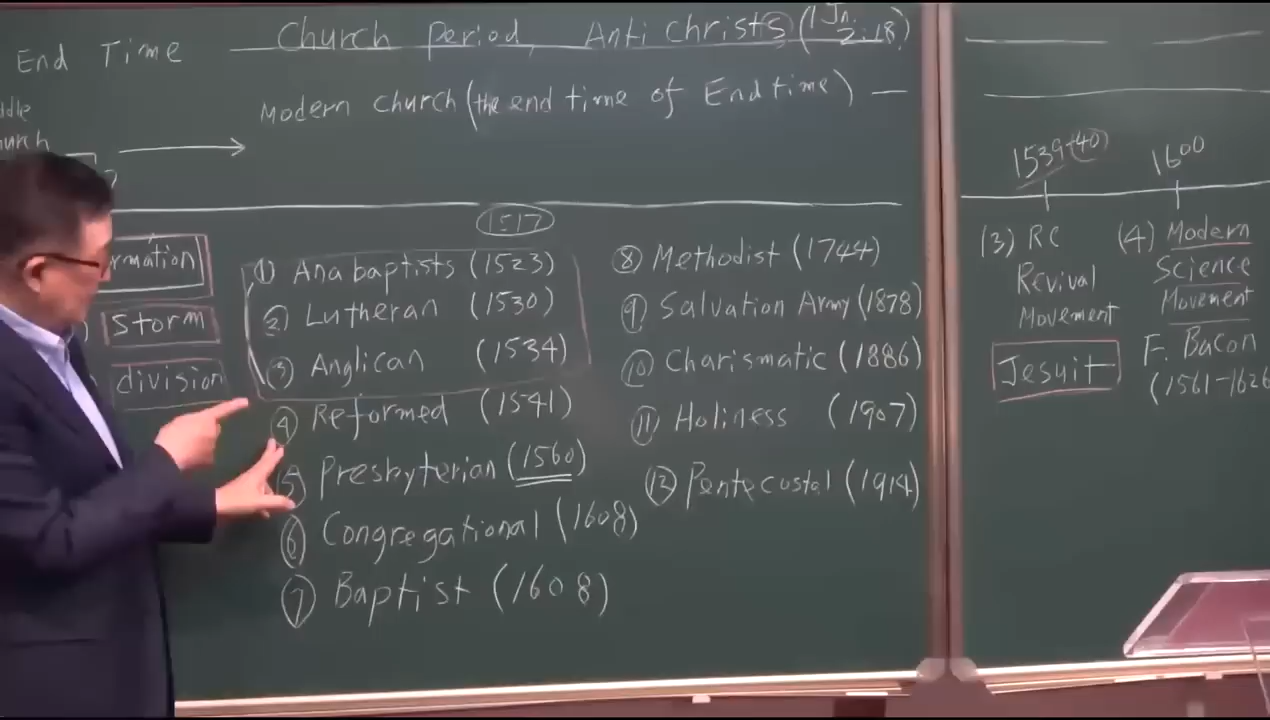 End Time
Church Period, Anti christs (1 Jn. 2:18)
Modern church (the end time of End time)
1517
storm
division
① Anabaptists (1523)
② Lutheran (1530)
③ Anglican (1534)
④ Reformed (1541)
⑤ Presbyterian (1560)
⑥ Congregational (1608)
⑦ Baptist (1608)
⑧ Methodist (1744)
⑨ Salvation Army (1878)
⑩ Charismatic (1886)
⑪ Holiness (1907)
⑫ Pentecostal (1914)
1539(40)
(3) RC
Revival
Movement
Jesuit
1600
(4) Modern
Science
Movement
F. Bacon
(1561-1626